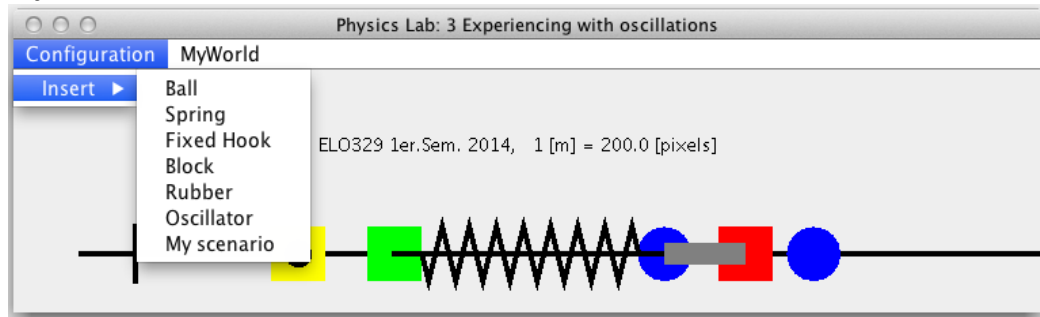 Physics Lab: 3 Experiencing with oscillations
Configuration MyWorld
Insert
Ball
Spring
Fixed Hook
Block
Rubber
Oscillator
My scenario
ELO329 1er.Sem. 2014, 1 [m] = 200.0 [pixels]